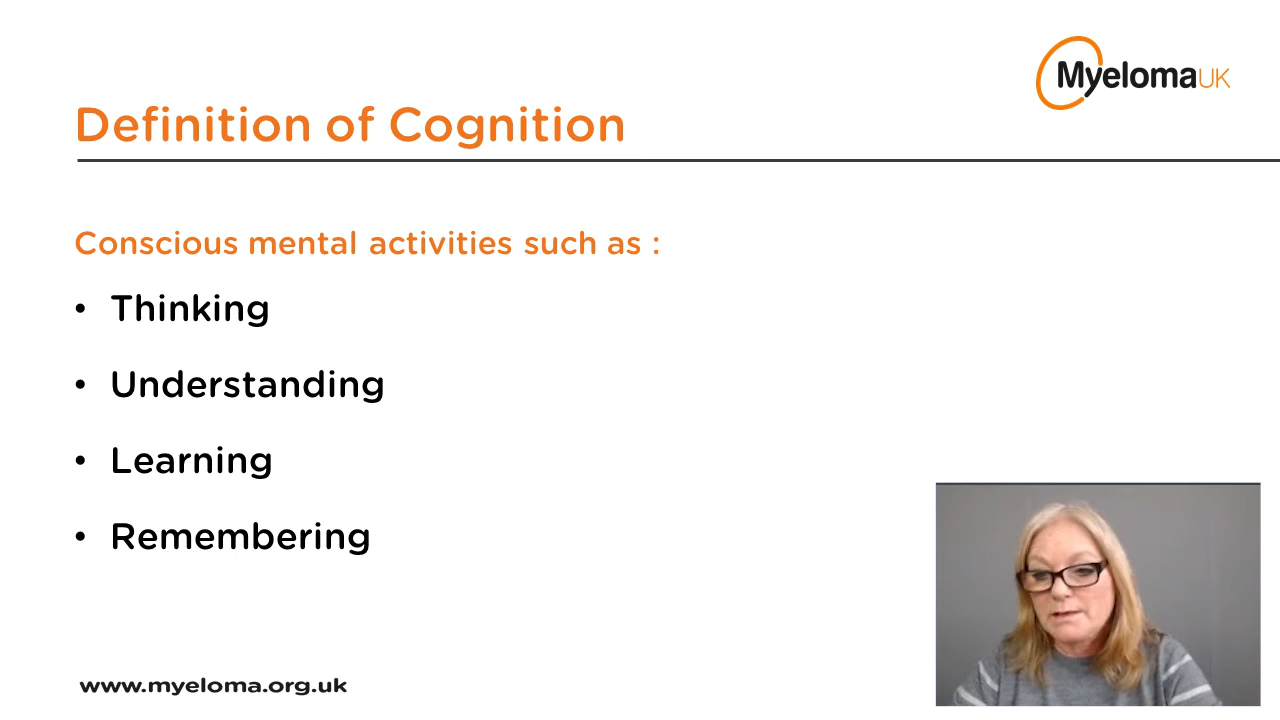 MyelomaUK
Definition of Cognition
Conscious mental activities such as :
• Thinking
• Understanding
• Learning
• Remembering
www.myeloma.org.uk